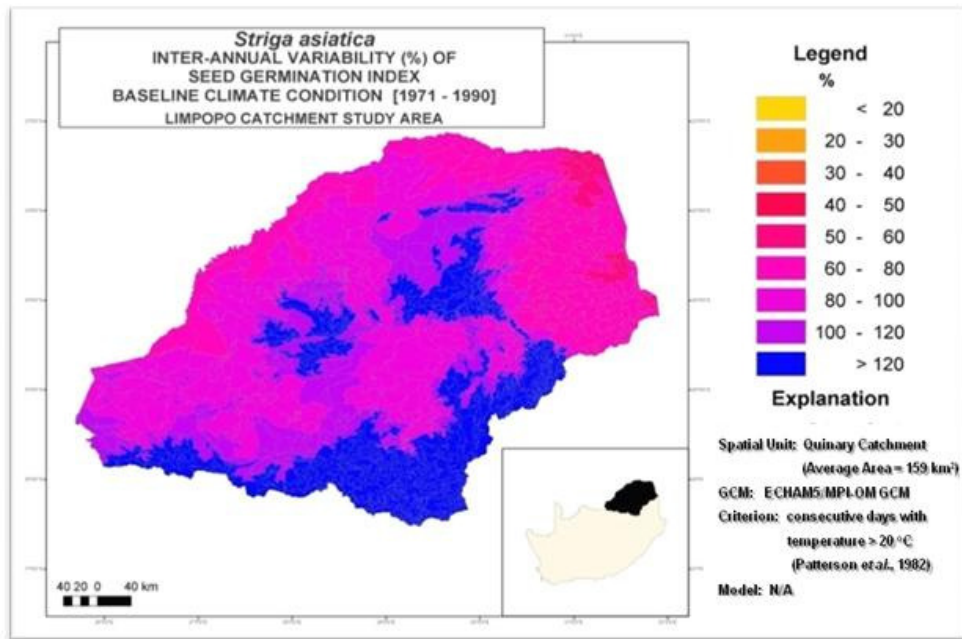 Striga asiatica
INTER-ANNUAL VARIABILITY (%) OF
SEED GERMINATION INDEX
BASELINE CLIMATE CONDITION [1971 - 1990]
LIMPOPO CATCHMENT STUDY AREA
Legend
%
< 20
20 - 30
30 - 40
40 - 50
50 - 60
60 - 80
80 - 100
100 - 120
> 120
Explanation
Spatial Unit: Quinary Catchment
(Average Area = 159 km²)
GCM: ECHAM5/MPI-OM GCM
Criterion: consecutive days with
temperature > 20 °C
(Patterson et al., 1982)
Model: N/A
40 20 0 40 km